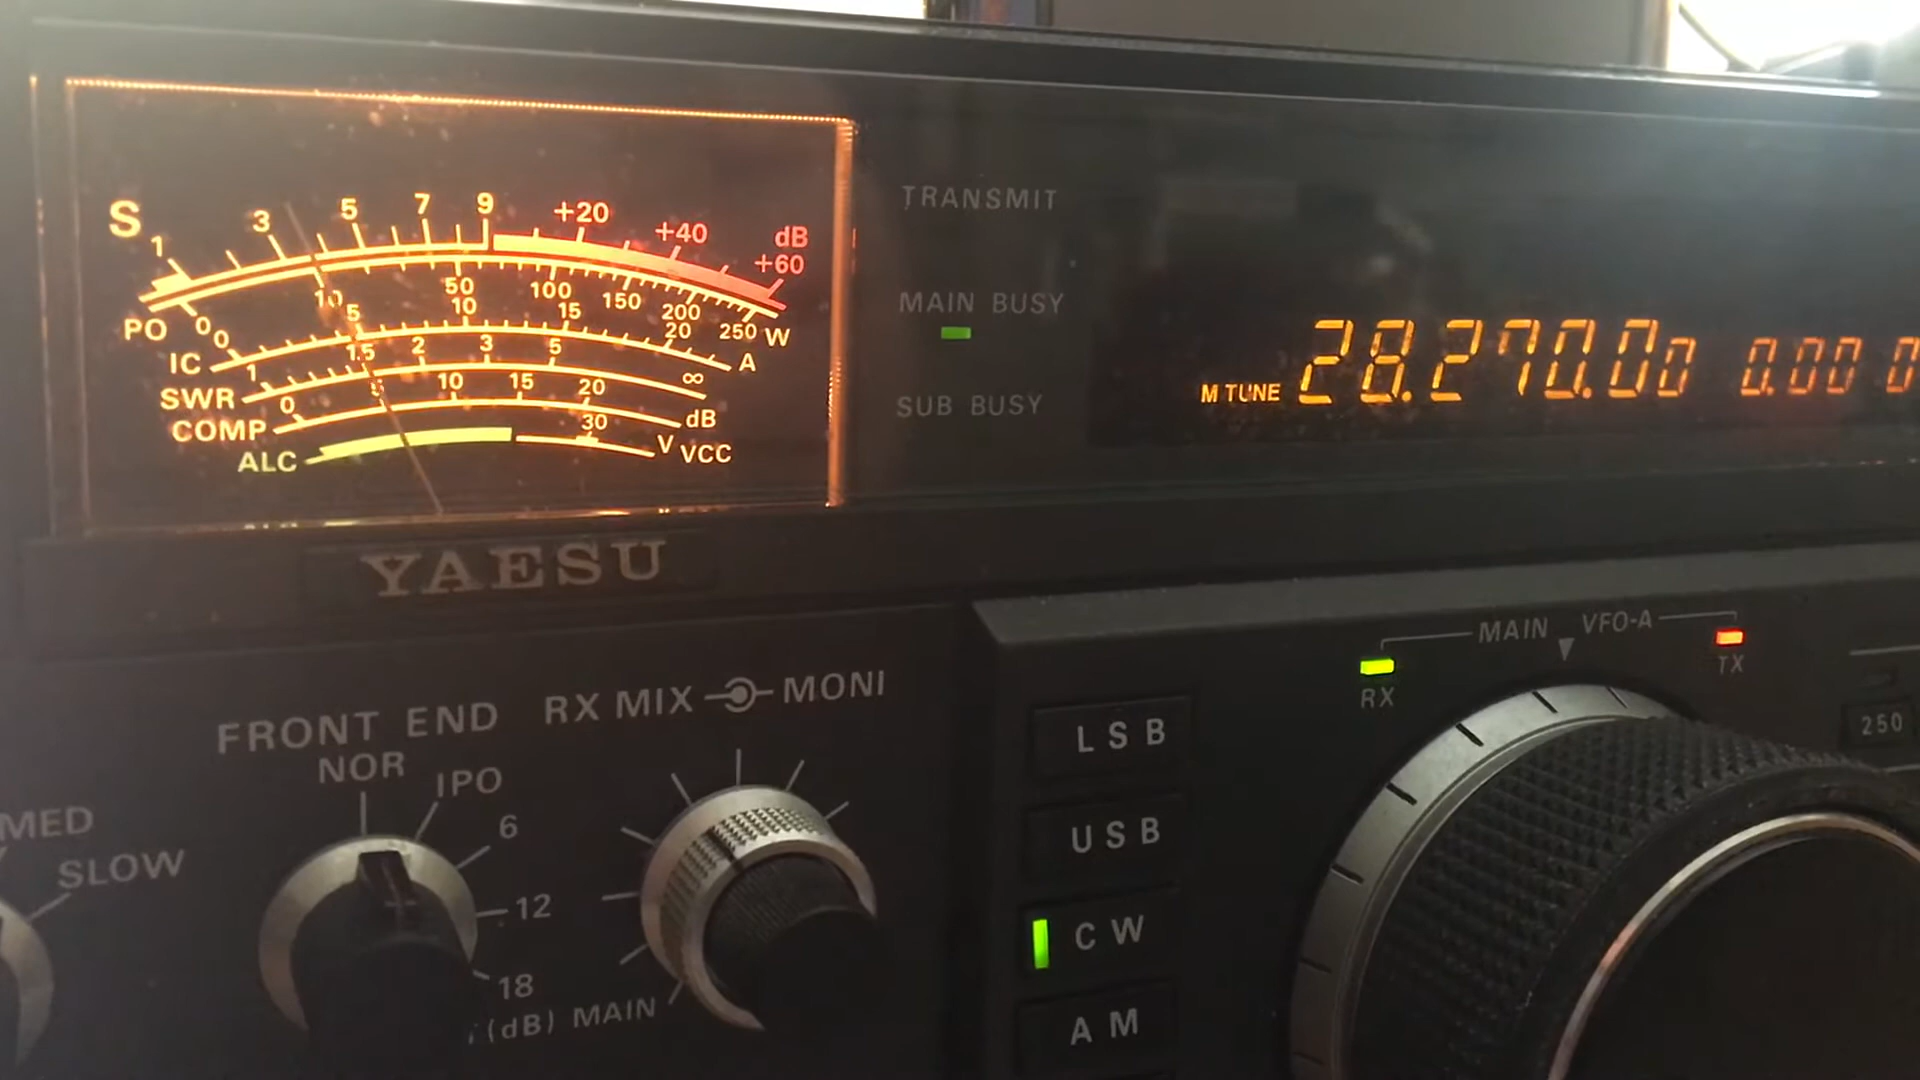 S 1 3 5 7 9 +20 +40 +60 dB
PO 0 10 50 100 150 200 250 W
IC 0 5 10 15 20 A
SWR 1 1.5 2 3 5 ∞
COMP 0 5 10 15 20 dB
ALC 30 V VCC
TRANSMIT
MAIN BUSY
SUB BUSY
M TUNE 28.270.00 0.00
YAESU
MAIN VFO-A
RX TX
FRONT END
NOR
IPO
6
12
18
(dB) MAIN
RX MIX MONI
MED
SLOW
LSB
USB
CW
AM
250